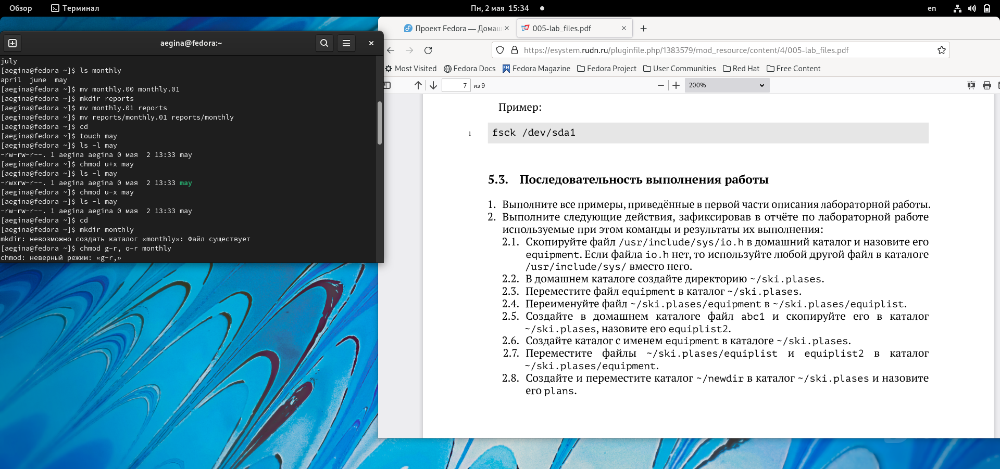 Обзор
Терминал
Пн, 2 мая 15:34
en
aegina@fedora:~
july
[aegina@fedora ~]$ ls monthly
april  june  may
[aegina@fedora ~]$ mv monthly.00 monthly.01
[aegina@fedora ~]$ mkdir reports
[aegina@fedora ~]$ mv monthly.01 reports
[aegina@fedora ~]$ mv reports/monthly.01 reports/monthly
[aegina@fedora ~]$ cd
[aegina@fedora ~]$ touch may
[aegina@fedora ~]$ ls -l may
-rw-rw-r--. 1 aegina aegina 0 мая  2 13:33 may
[aegina@fedora ~]$ chmod u+x may
[aegina@fedora ~]$ ls -l may
-rwxrw-r--. 1 aegina aegina 0 мая  2 13:33 may
[aegina@fedora ~]$ chmod u-x may
[aegina@fedora ~]$ ls -l may
-rw-rw-r--. 1 aegina aegina 0 мая  2 13:33 may
[aegina@fedora ~]$ cd
[aegina@fedora ~]$ mkdir monthly
mkdir: невозможно создать каталог «monthly»: Файл существует
[aegina@fedora ~]$ chmod g-r, o-r monthly
chmod: неверный режим: «g-r,»
Проект Fedora — Домаш
005-lab_files.pdf
https://esystem.rudn.ru/pluginfile.php/1383579/mod_resource/content/4/005-lab_files.pdf
Most Visited
Fedora Docs
Fedora Magazine
Fedora Project
User Communities
Red Hat
Free Content
7 из 9
200%
Пример:
1 fsck /dev/sda1
5.3. Последовательность выполнения работы
1. Выполните все примеры, приведённые в первой части описания лабораторной работы.
2. Выполните следующие действия, зафиксировав в отчёте по лабораторной работе
используемые при этом команды и результаты их выполнения:
2.1. Скопируйте файл /usr/include/sys/io.h в домашний каталог и назовите его
equipment. Если файла io.h нет, то используйте любой другой файл в каталоге
/usr/include/sys/ вместо него.
2.2. В домашнем каталоге создайте директорию ~/ski.plases.
2.3. Переместите файл equipment в каталог ~/ski.plases.
2.4. Переименуйте файл ~/ski.plases/equipment в ~/ski.plases/equiplist.
2.5. Создайте в домашнем каталоге файл abc1 и скопируйте его в каталог
~/ski.plases, назовите его equiplist2.
2.6. Создайте каталог с именем equipment в каталоге ~/ski.plases.
2.7. Переместите файлы ~/ski.plases/equiplist и equiplist2 в каталог
~/ski.plases/equipment.
2.8. Создайте и переместите каталог ~/newdir в каталог ~/ski.plases и назовите
его plans.